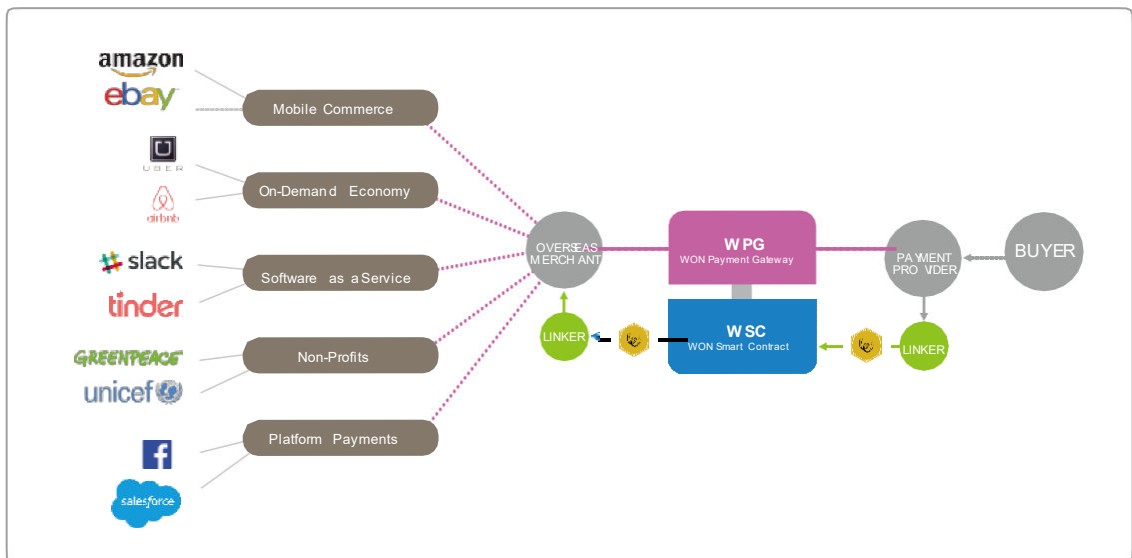 amazon
ebay
Mobile Commerce
UBER
airbnb
On-Demand Economy
slack
tinder
Software as a Service
GREENPEACE
unicef
Non-Profits
f
salesforce
Platform Payments
OVERSEAS
MERCHANT
LINKER
WPG
WON Payment Gateway
WSC
WON Smart Contract
PAYMENT
PROVIDER
LINKER
BUYER